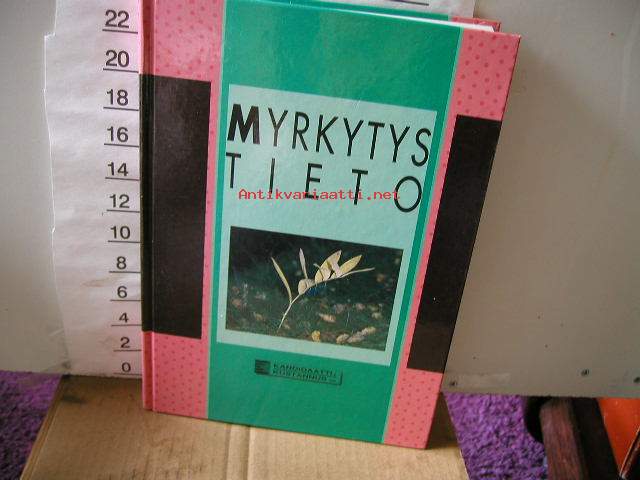 22
20
18
16
14
12
10
8
6
4
2
0
MYRKYTYS
TIETO
Antikvariaatti.net
KANDIDAATTI
KUSTANNUS